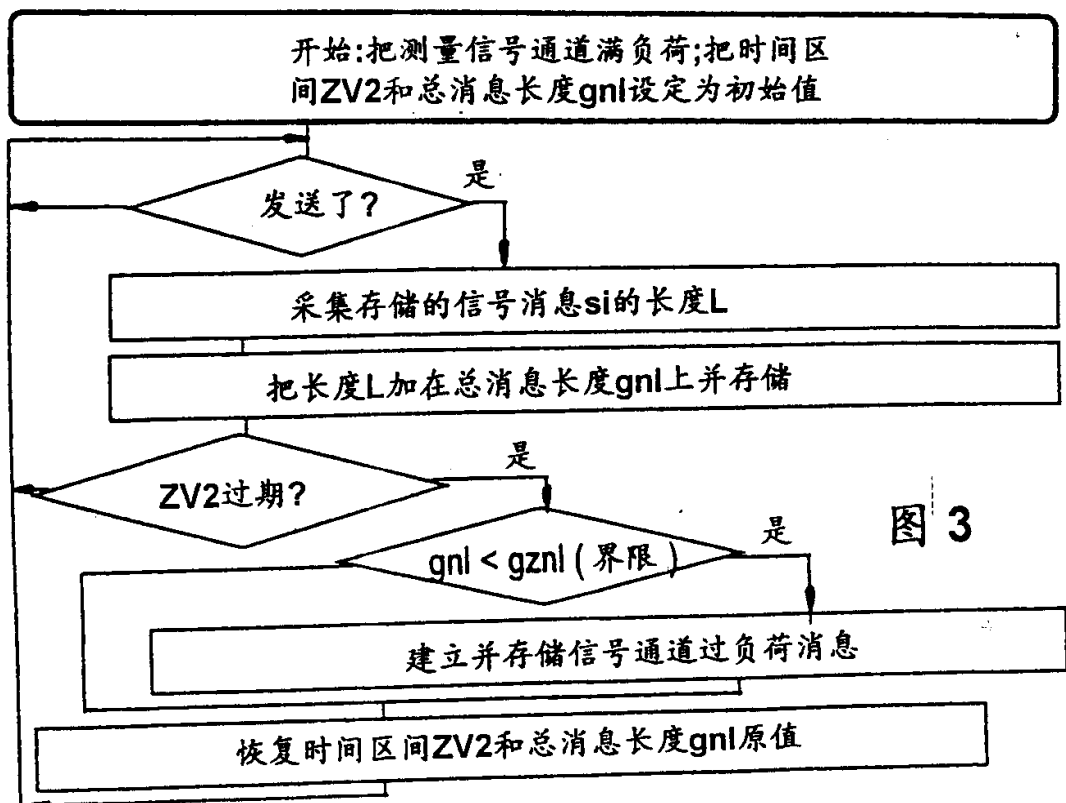 开始:把测量信号通道满负荷;把时间区
间ZV2和总消息长度gnl设定为初始值
发送了?
是
采集存储的信号消息si的长度L
把长度L加在总消息长度gnl上并存储
ZV2过期?
是
图 3
gnl < gznl ( 界限 )
是
建立并存储信号通道过负荷消息
恢复时间区间ZV2和总消息长度gnl原值